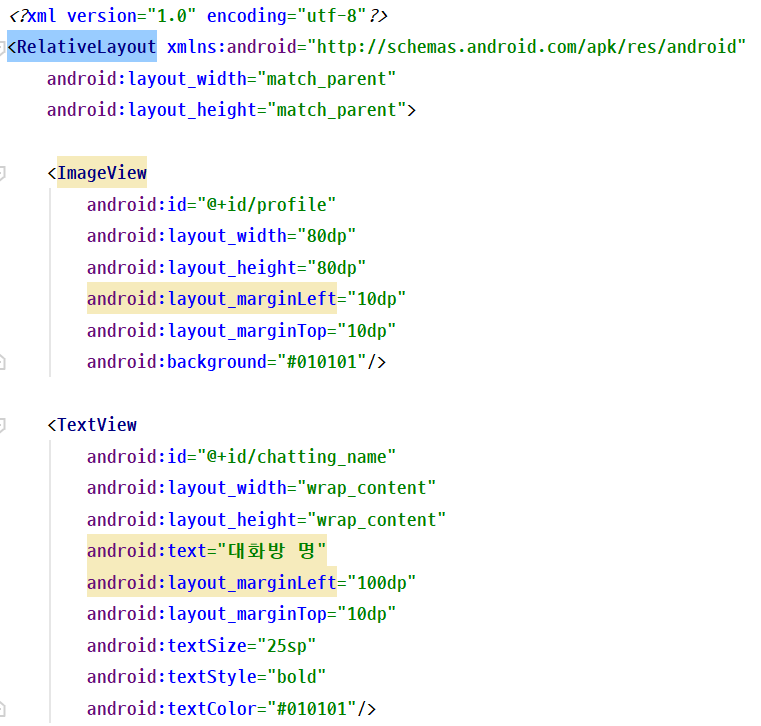 <?xml version="1.0" encoding="utf-8"?>
<RelativeLayout xmlns:android="http://schemas.android.com/apk/res/android"
android:layout_width="match_parent"
android:layout_height="match_parent">
<ImageView
android:id="@+id/profile"
android:layout_width="80dp"
android:layout_height="80dp"
android:layout_marginLeft="10dp"
android:layout_marginTop="10dp"
android:background="#010101"/>
<TextView
android:id="@+id/chatting_name"
android:layout_width="wrap_content"
android:layout_height="wrap_content"
android:text="대화방 명"
android:layout_marginLeft="100dp"
android:layout_marginTop="10dp"
android:textSize="25sp"
android:textStyle="bold"
android:textColor="#010101"/>